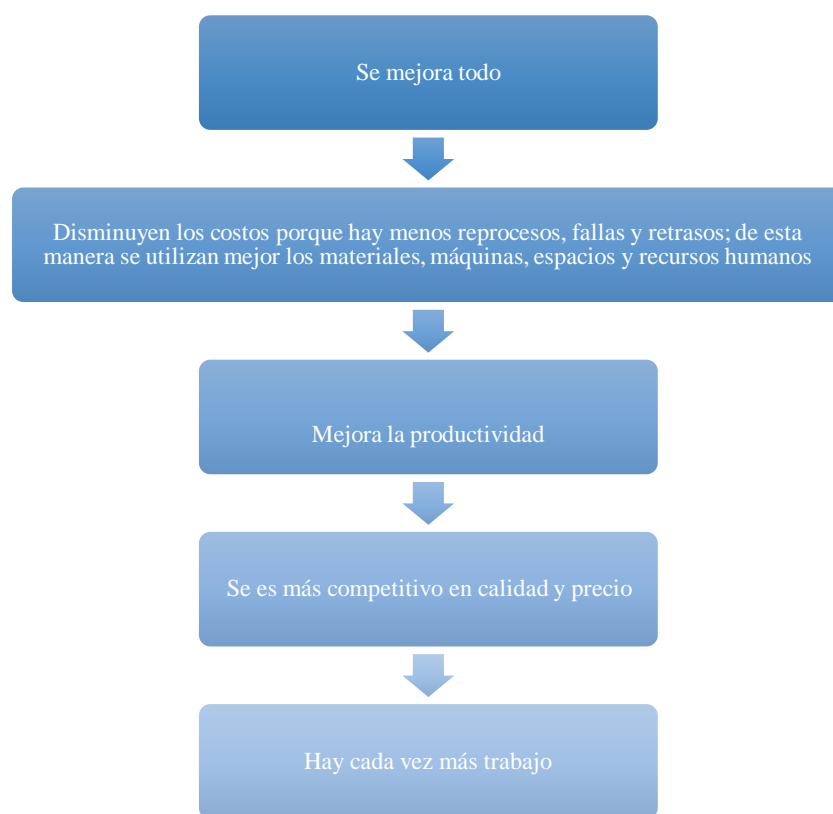 Se mejora todo
Disminuyen los costos porque hay menos reprocesos, fallas y retrasos; de esta
manera se utilizan mejor los materiales, máquinas, espacios y recursos humanos
Mejora la productividad
Se es más competitivo en calidad y precio
Hay cada vez más trabajo